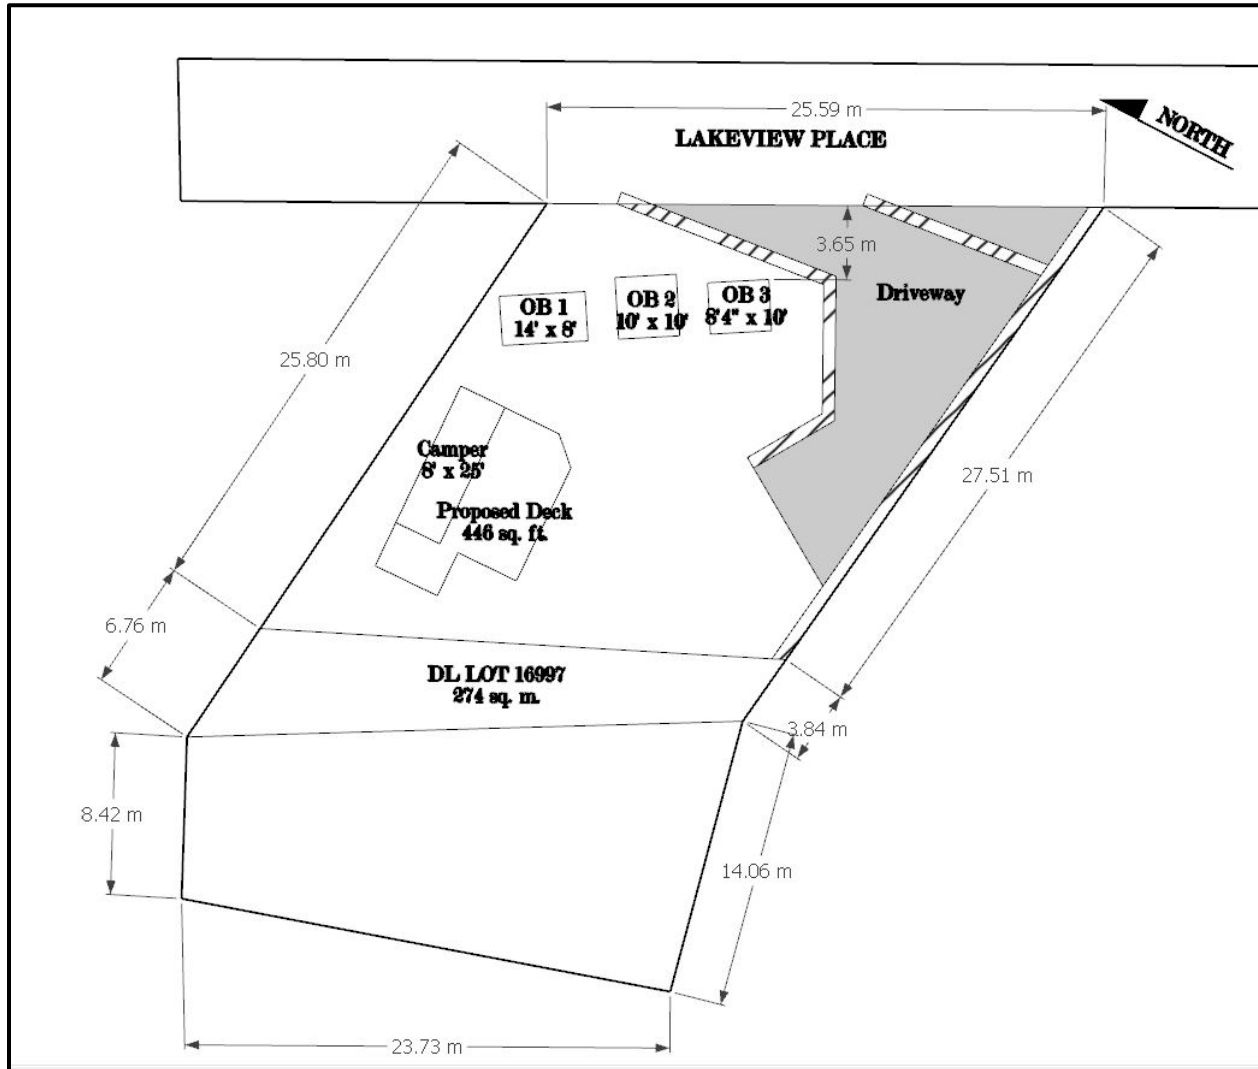 25.59 m
LAKEVIEW PLACE
NORTH
3.65 m
Driveway
OB 1
14' x 8'
OB 2
10' x 10'
OB 3
8'4" x 10'
25.80 m
Camper
8' x 25'
27.51 m
Proposed Deck
446 sq. ft.
6.76 m
DL LOT 16997
274 sq. m.
3.84 m
8.42 m
14.06 m
23.73 m